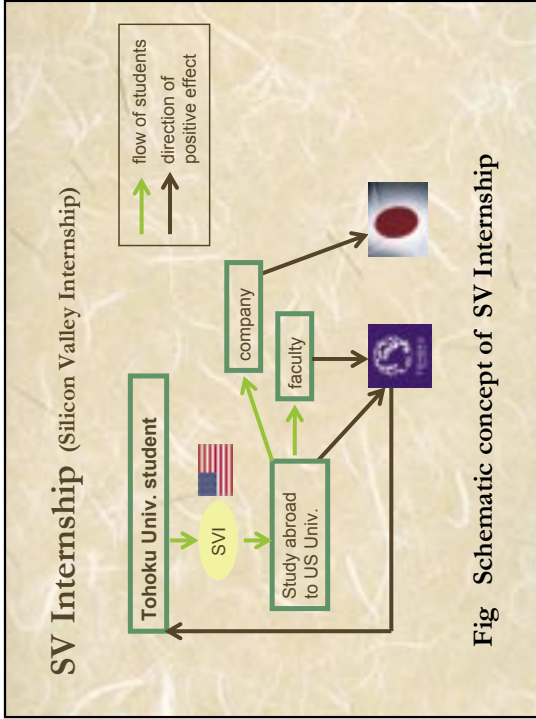 SV Internship (Silicon Valley Internship)
flow of students
direction of
positive effect
Tohoku Univ. student
SVI
company
Study abroad
to US Univ.
faculty
Fig Schematic concept of SV Internship